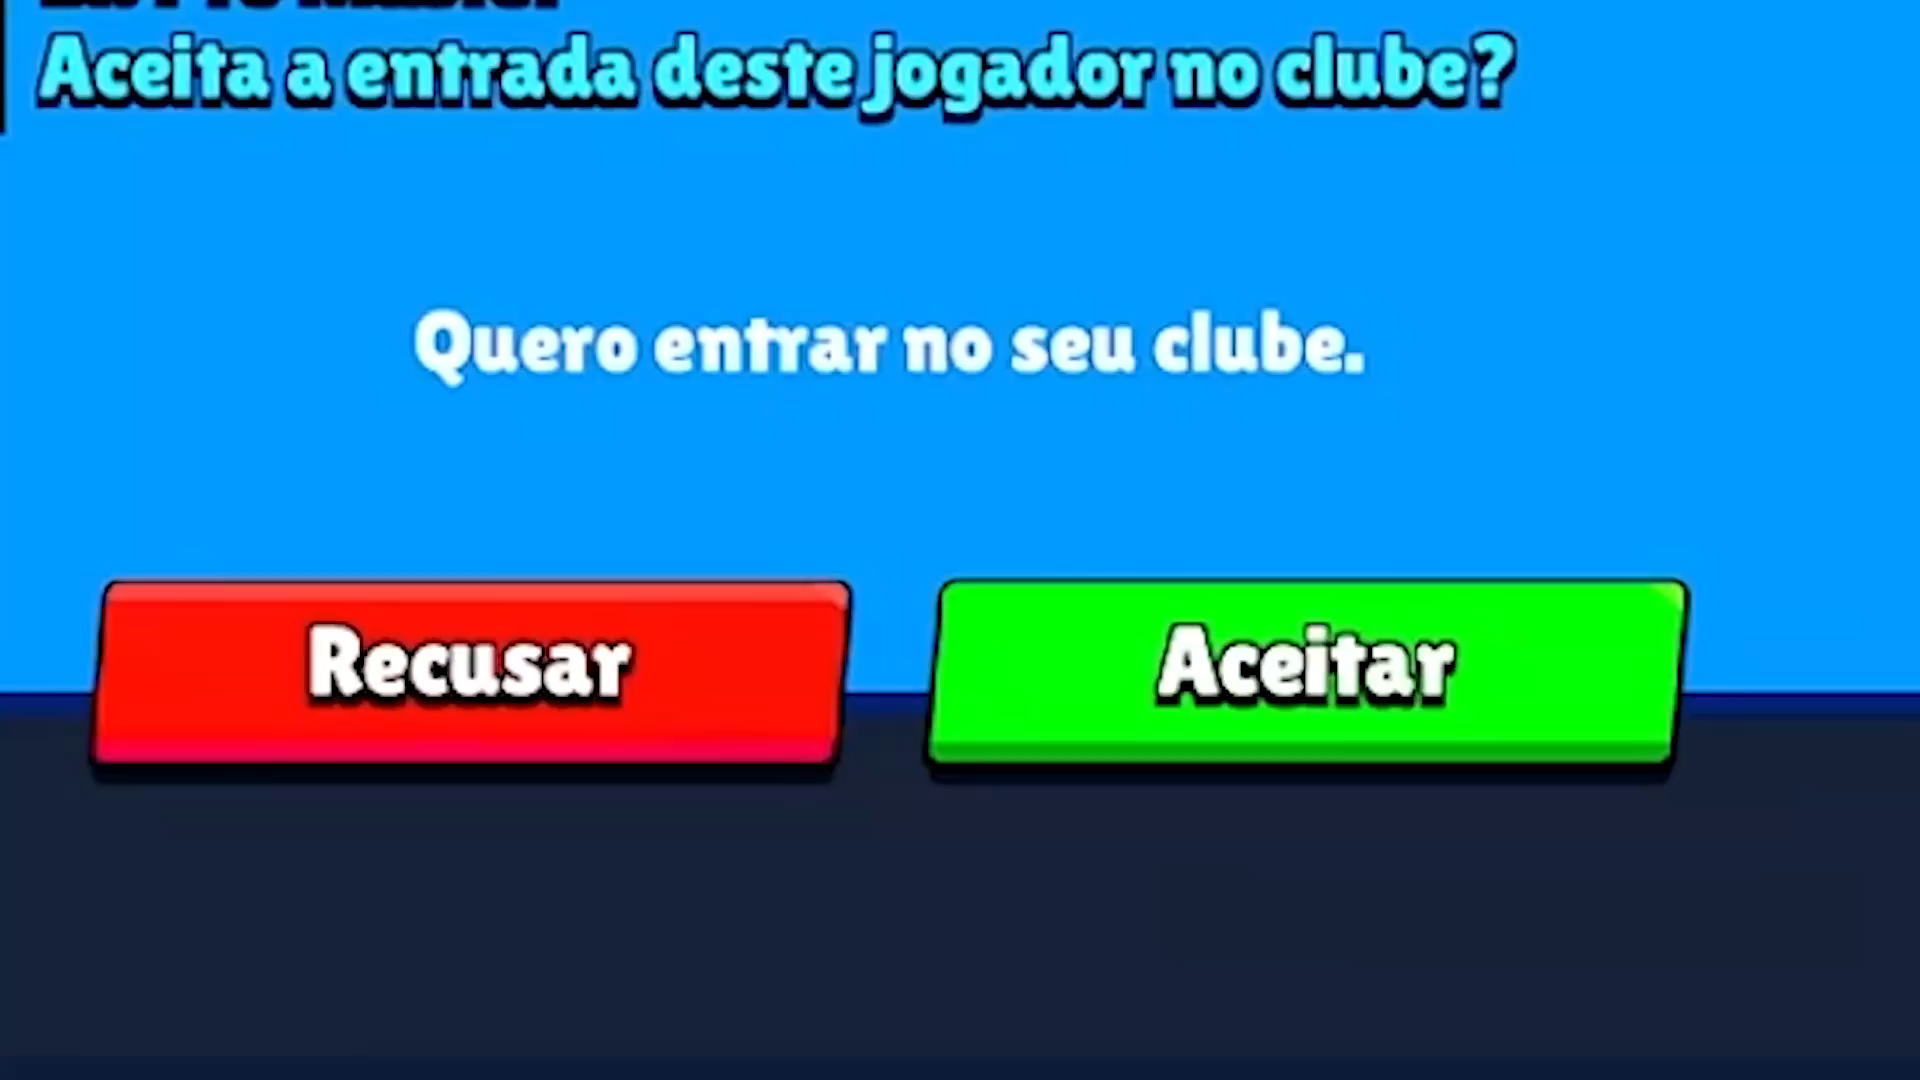 Aceita a entrada deste jogador no clube?
Quero entrar no seu clube.
Recusar
Aceitar